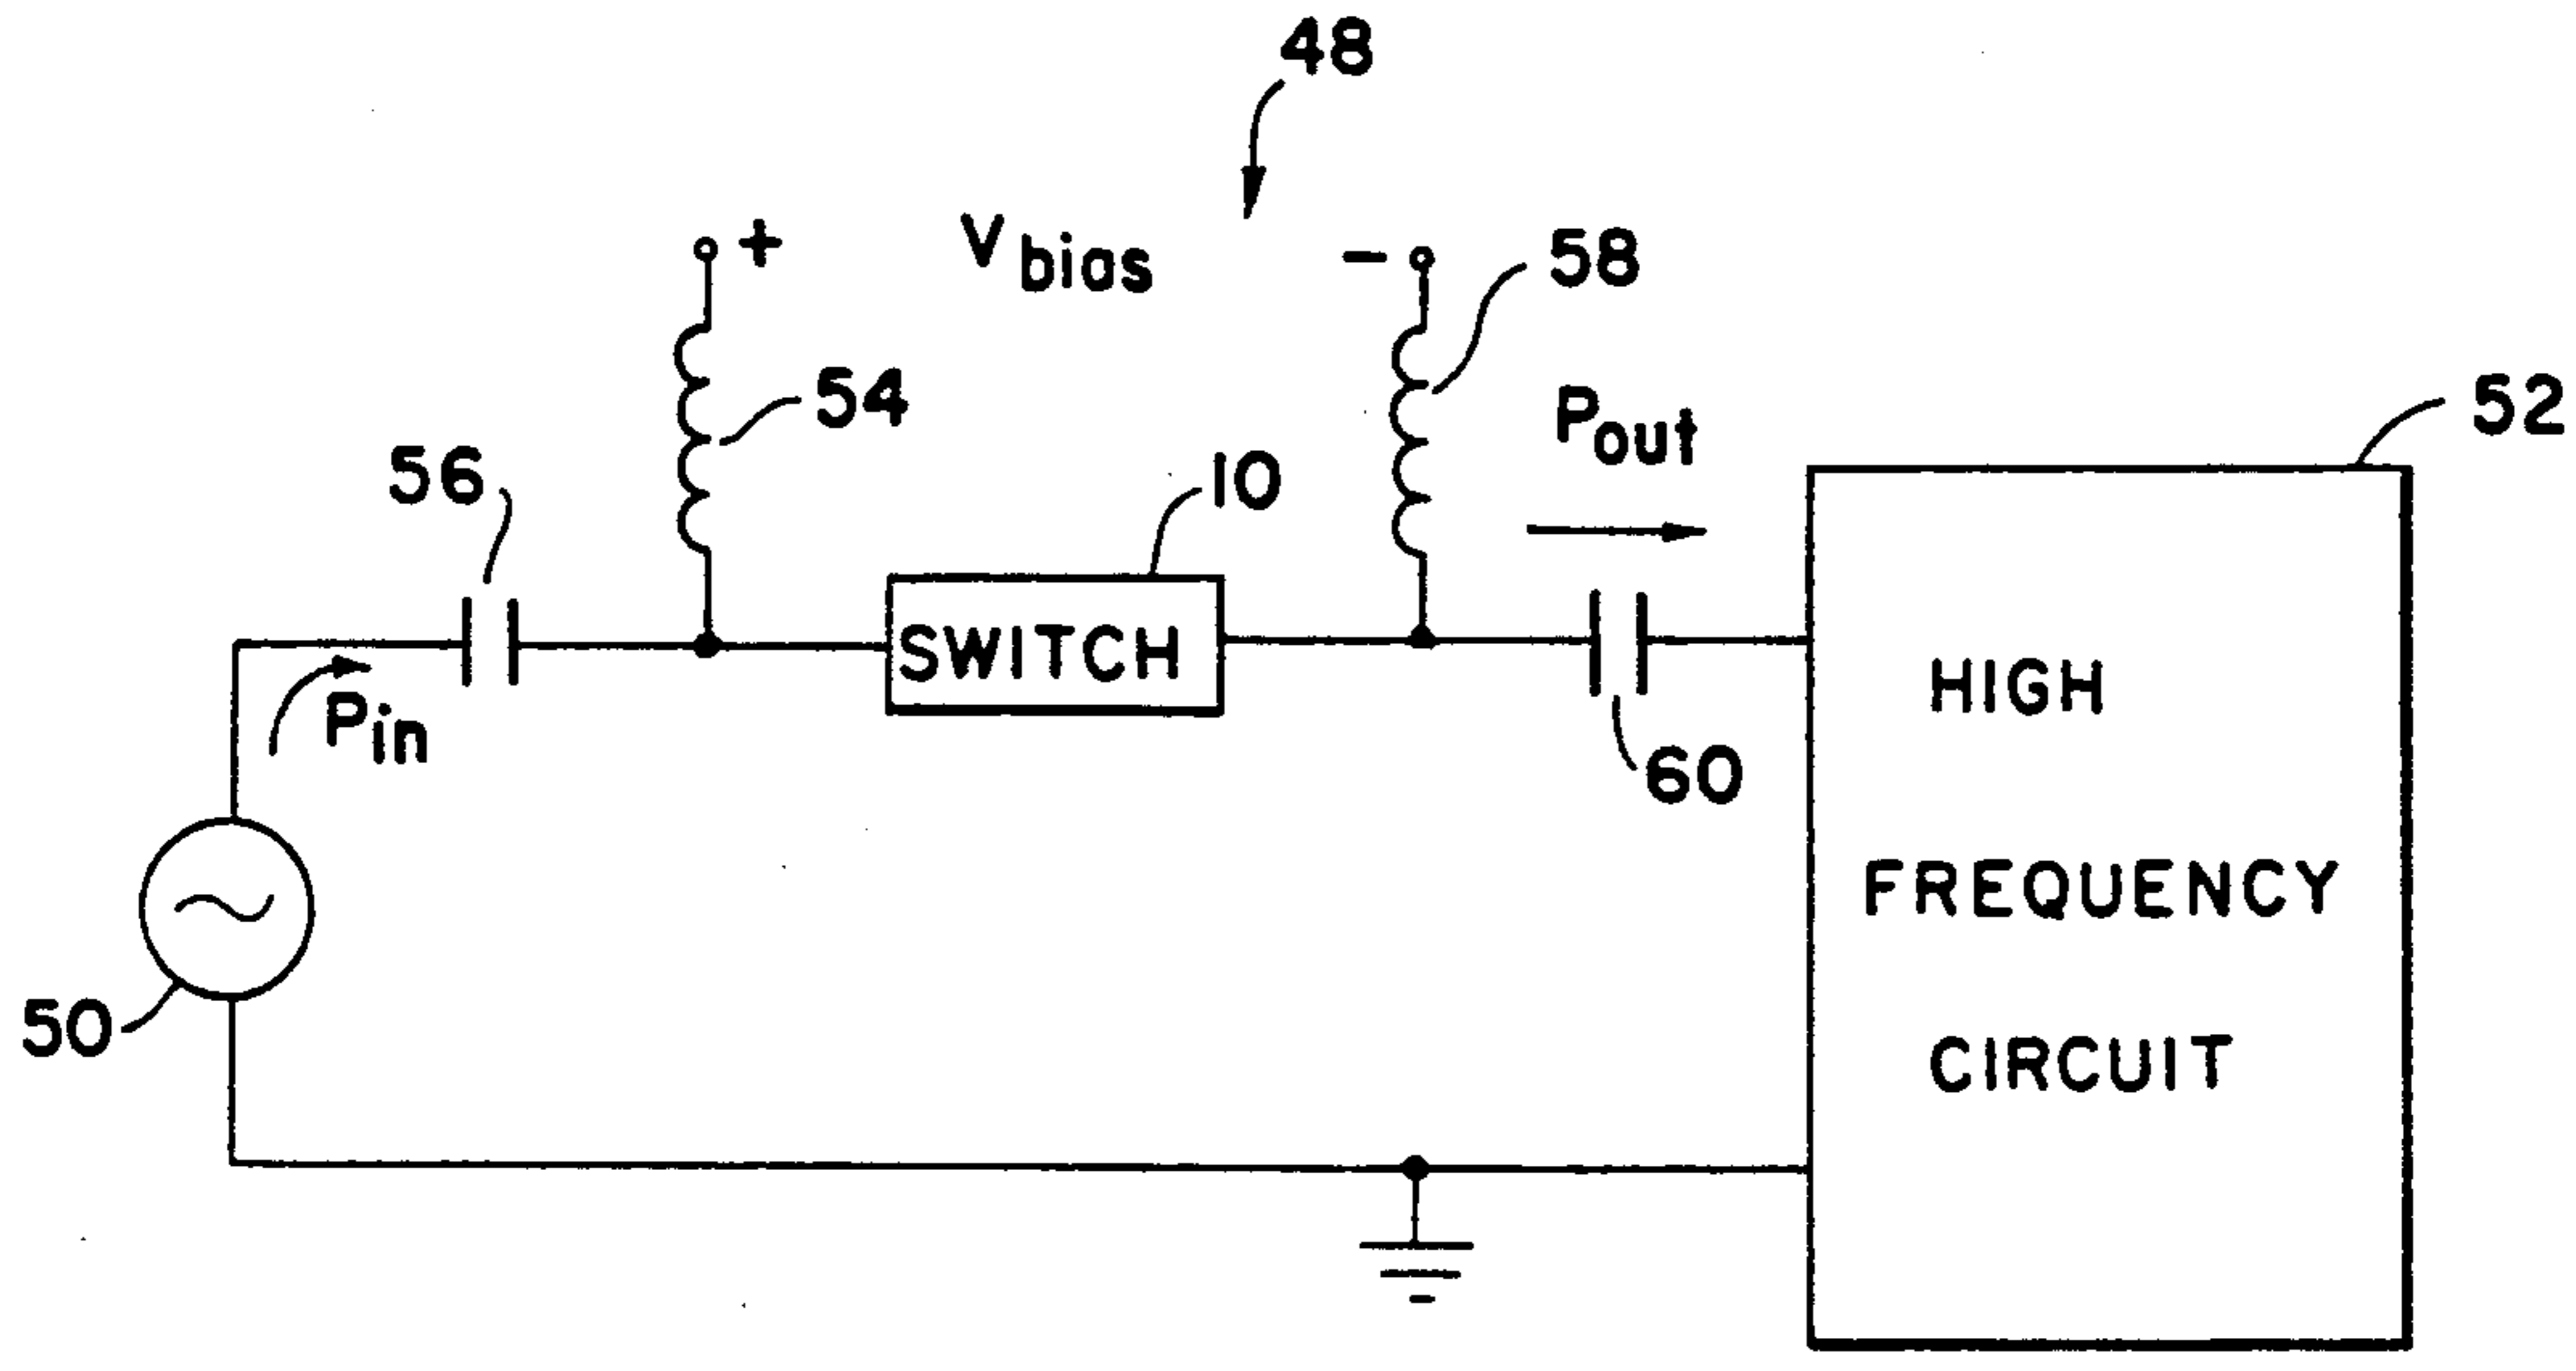 48
+ Vbias - 58
54
Pout
52
56
10
SWITCH
Pin
60
HIGH
FREQUENCY
CIRCUIT
50